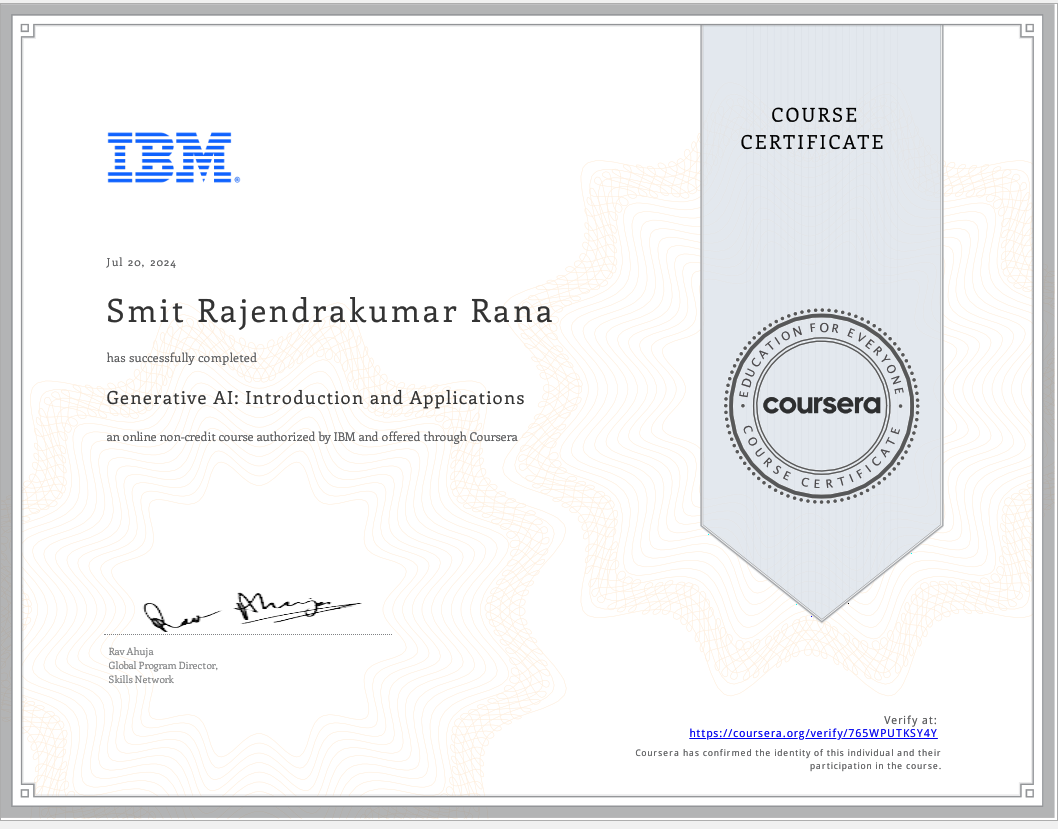 COURSE
CERTIFICATE
IBM®
Jul 20, 2024
Smit Rajendrakumar Rana
has successfully completed
Generative AI: Introduction and Applications
an online non-credit course authorized by IBM and offered through Coursera
EDUCATION FOR EVERYONE
coursera
COURSE CERTIFICATE
Rav Ahuja
Rav Ahuja
Global Program Director,
Skills Network
Verify at:
https://coursera.org/verify/765WPUTKSY4Y
Coursera has confirmed the identity of this individual and their
participation in the course.